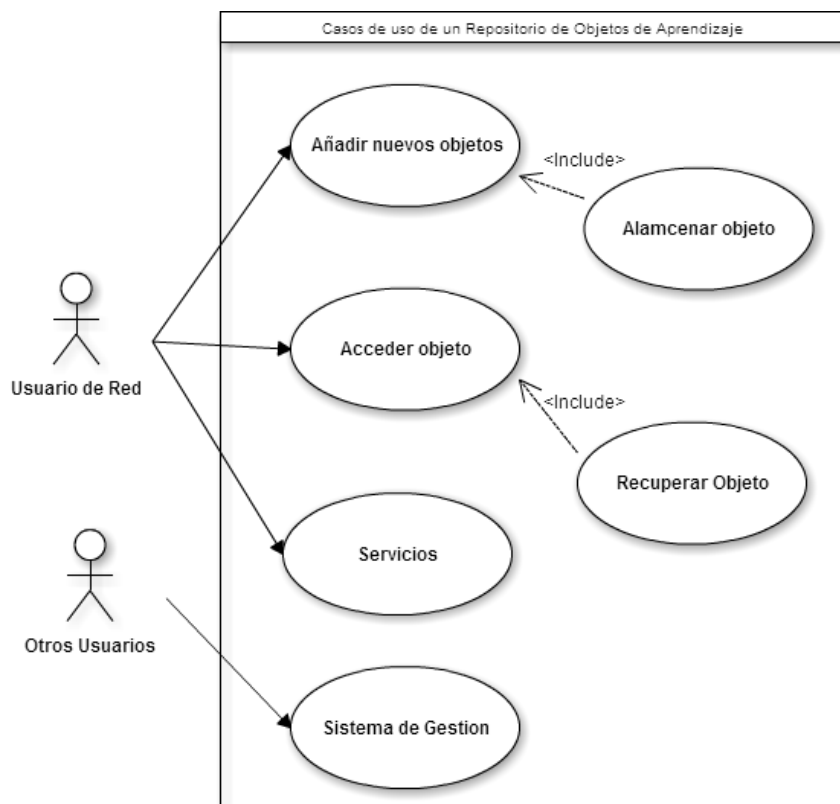 Casos de uso de un Repositorio de Objetos de Aprendizaje
Añadir nuevos objetos
<Include>
Alamcenar objeto
Acceder objeto
Usuario de Red
<Include>
Recuperar Objeto
Servicios
Otros Usuarios
Sistema de Gestion